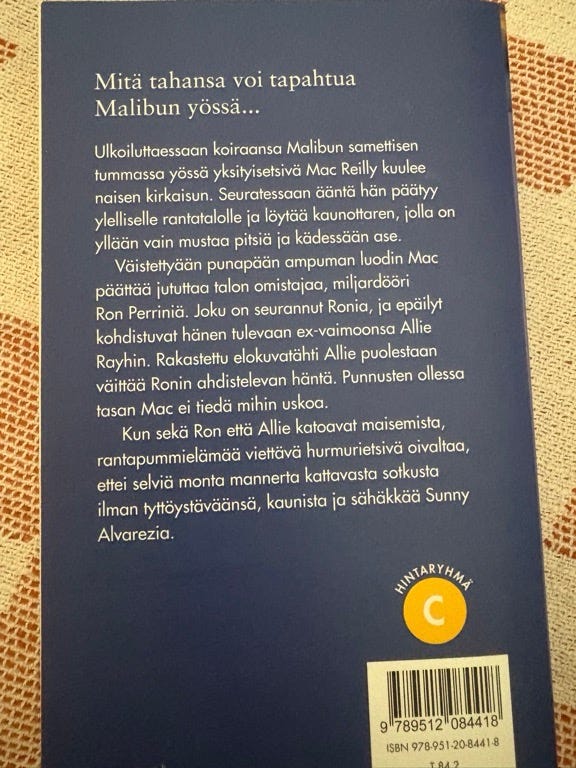 Mitä tahansa voi tapahtua
Malibun yössä...
Ulkoiluttaessaan koiraansa Malibun samettisen
tummassa yössä yksityisetsivä Mac Reilly kuulee
naisen kirkaisun. Seuratessaan ääntä hän päätyy
ylelliselle rantatalolle ja löytää kaunottaren, jolla on
yllään vain mustaa pitsiä ja kädessään ase.
Väistettyään punapään ampuman luodin Mac
päättää jututtaa talon omistajaa, miljardööri
Ron Perriniä. Joku on seurannut Ronia, ja epäilyt
kohdistuvat hänen tulevaan ex-vaimoonsa Allie
Rayhin. Rakastettu elokuvatähti Allie puolestaan
väittää Ronin ahdistelevan häntä. Punnusten ollessa
tasan Mac ei tiedä mihin uskoa.
Kun sekä Ron että Allie katoavat maisemista,
rantapummielämää viettävä hurmurietsivä oivaltaa,
ettei selviä monta mannerta kattavasta sotkusta
ilman tyttöystäväänsä, kaunista ja sähäkkää Sunny
Alvarezia.
HINTARYHMÄ
C
9 789512 084418
ISBN 978-951-20-8441-8
T 84.2